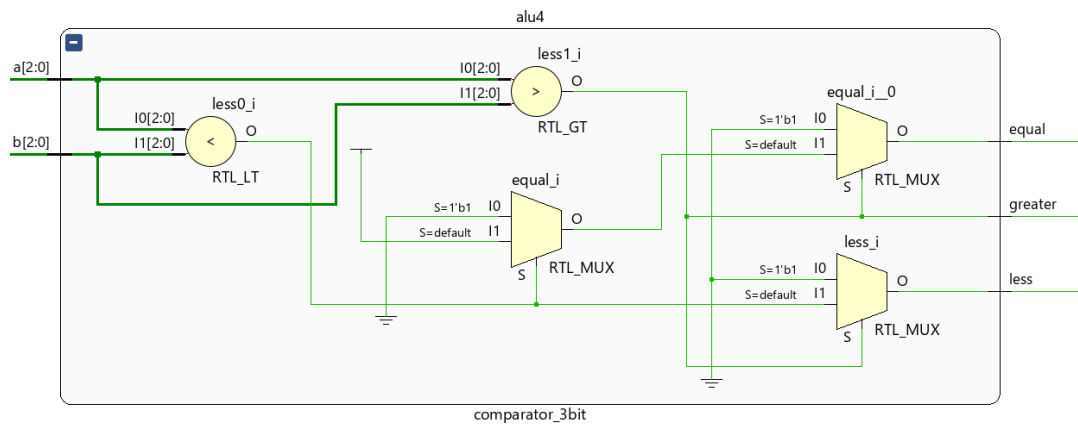 alu4
a[2:0]
b[2:0]
less0_i
I0[2:0]
I1[2:0]
O
<
RTL_LT
less1_i
I0[2:0]
I1[2:0]
O
>
RTL_GT
equal_i
S=1'b1
I0
S=default
I1
O
S
RTL_MUX
equal_i__0
S=1'b1
I0
S=default
I1
O
S
RTL_MUX
less_i
S=1'b1
I0
S=default
I1
O
S
RTL_MUX
equal
greater
less
comparator_3bit